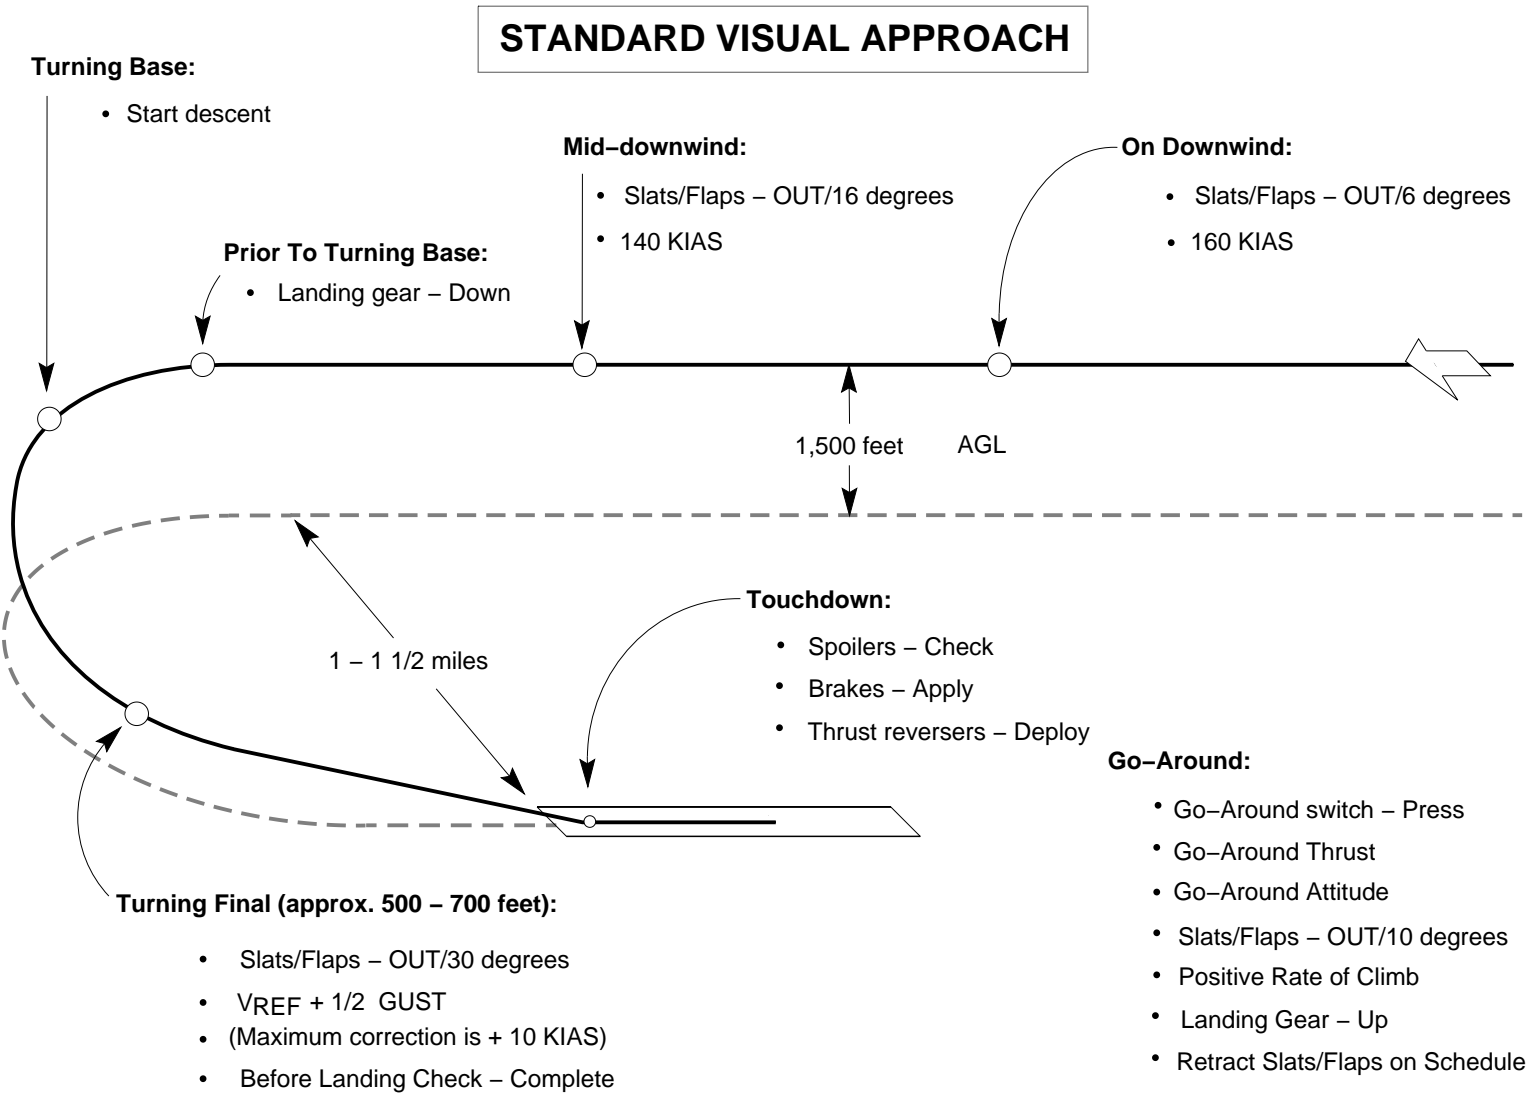 STANDARD VISUAL APPROACH
Turning Base:
• Start descent
Mid–downwind:
• Slats/Flaps – OUT/16 degrees
• 140 KIAS
On Downwind:
• Slats/Flaps – OUT/6 degrees
• 160 KIAS
Prior To Turning Base:
• Landing gear – Down
1,500 feet AGL
1 – 1 1/2 miles
Touchdown:
• Spoilers – Check
• Brakes – Apply
• Thrust reversers – Deploy
Go–Around:
• Go–Around switch – Press
• Go–Around Thrust
• Go–Around Attitude
• Slats/Flaps – OUT/10 degrees
• Positive Rate of Climb
• Landing Gear – Up
• Retract Slats/Flaps on Schedule
Turning Final (approx. 500 – 700 feet):
• Slats/Flaps – OUT/30 degrees
• VREF + 1/2 GUST
• (Maximum correction is + 10 KIAS)
• Before Landing Check – Complete